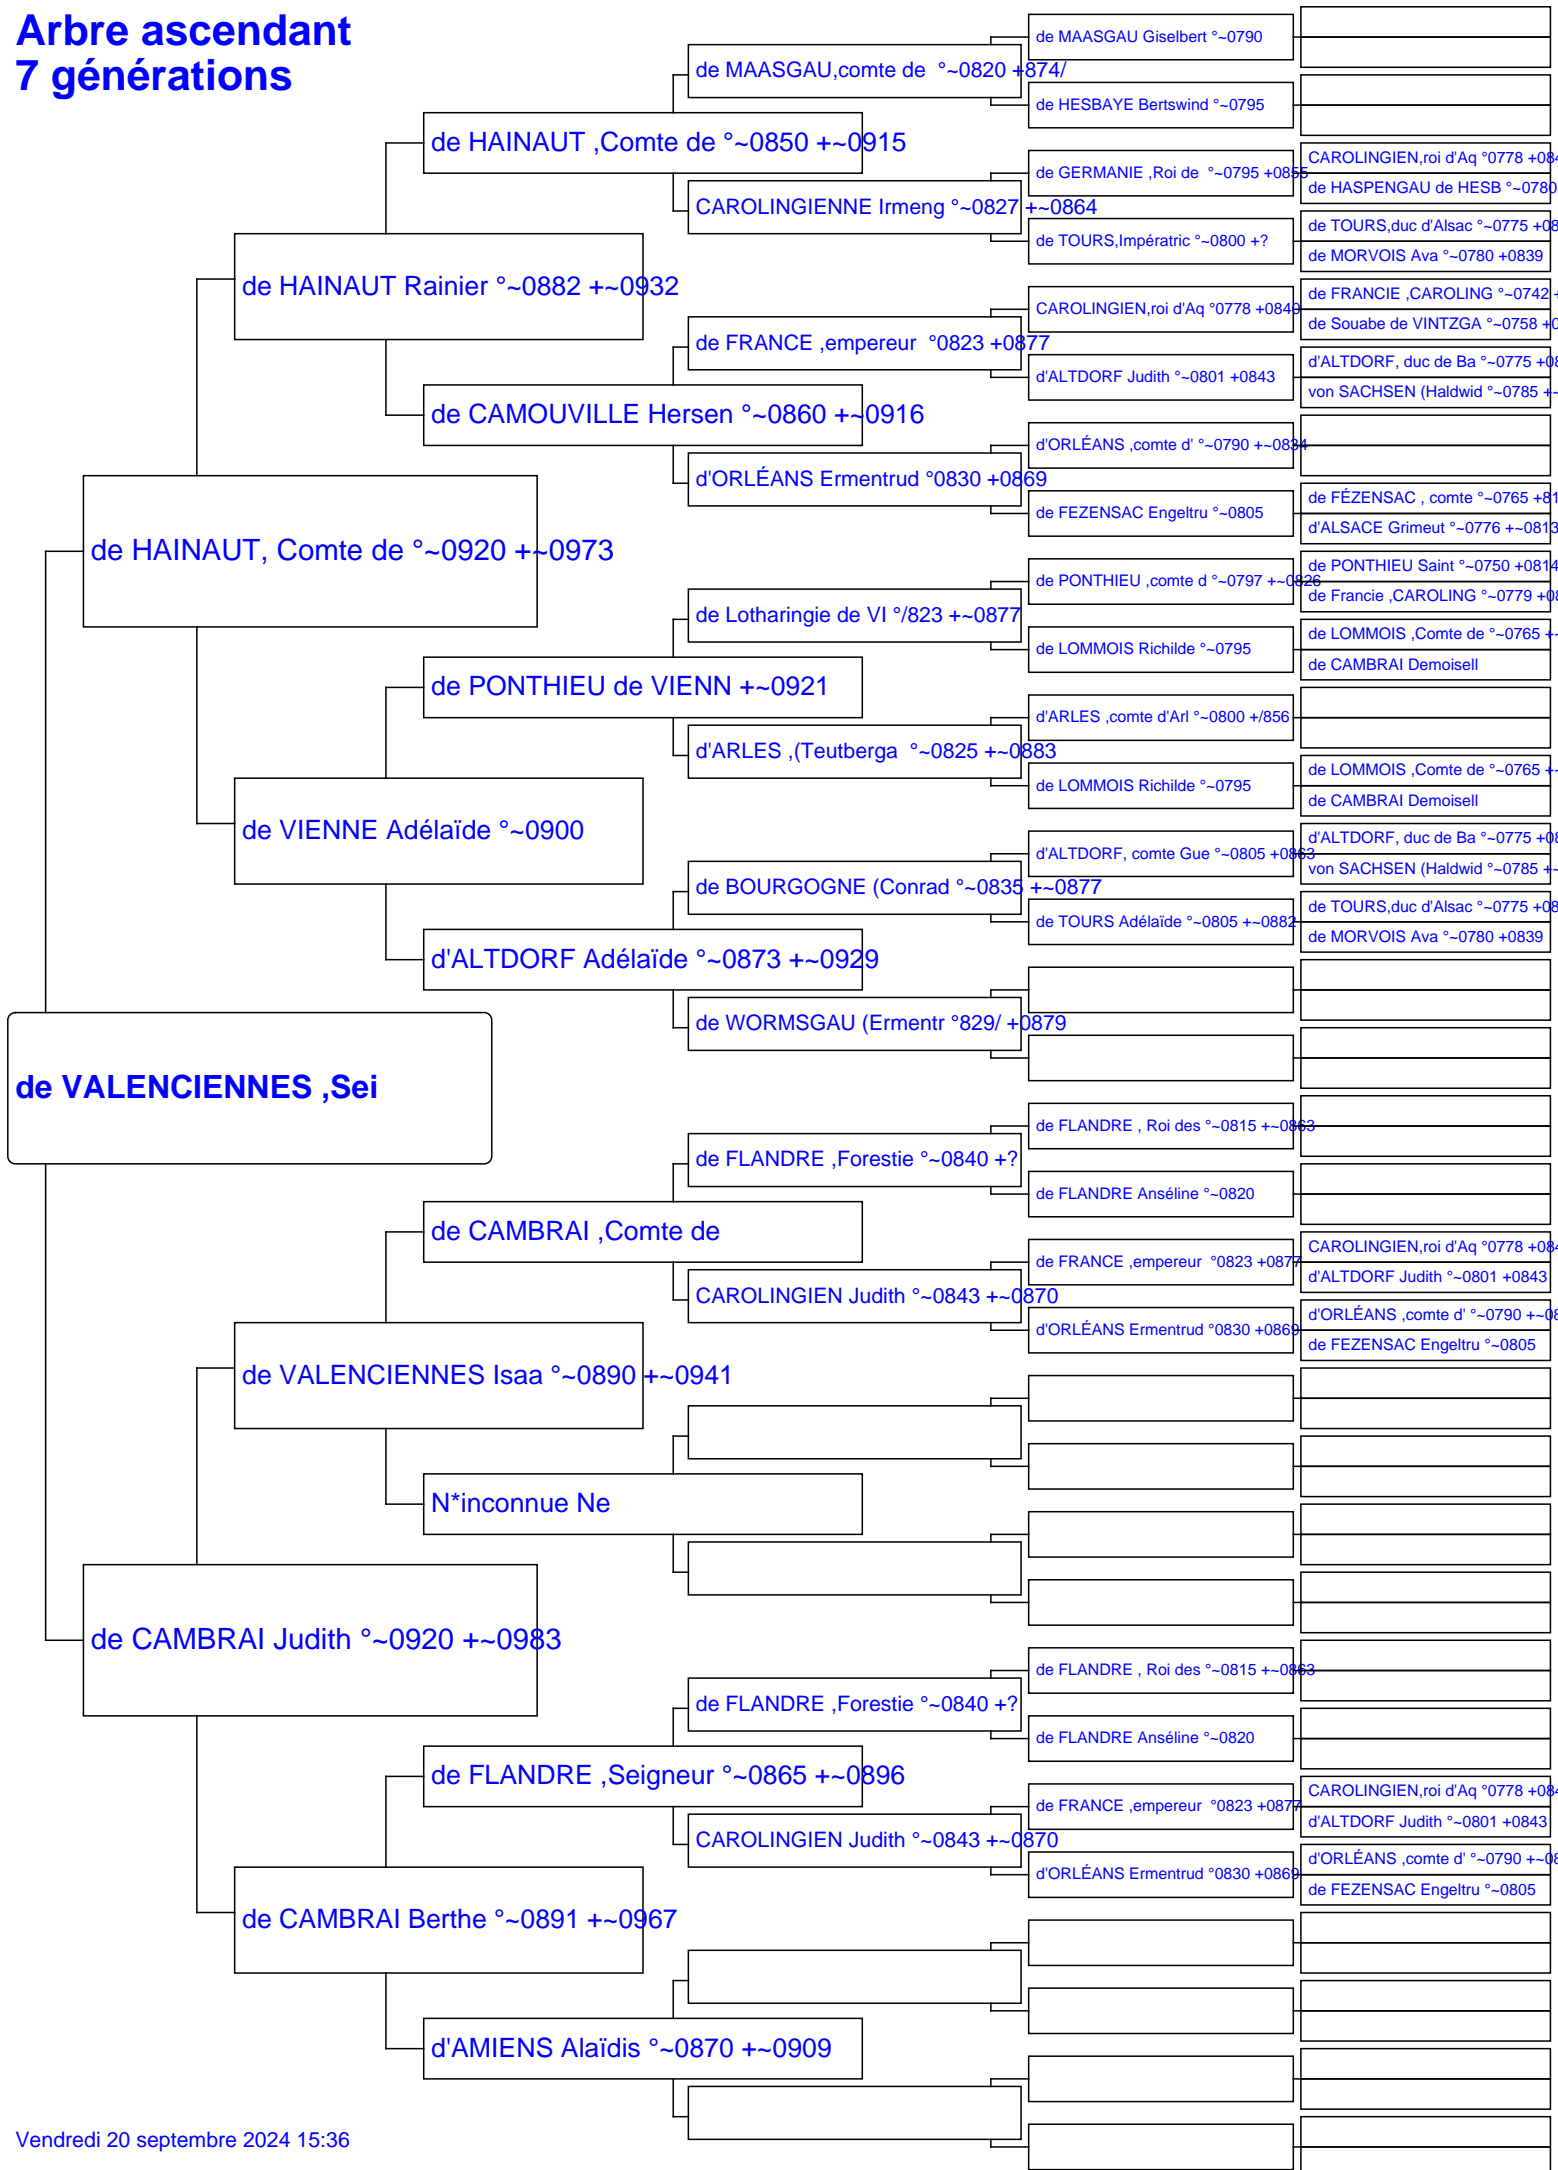 Arbre ascendant
7 générations
de VALENCIENNES ,Sei
de HAINAUT, Comte de °~0920 +~0973
de CAMBRAI Judith °~0920 +~0983
de HAINAUT Rainier °~0882 +~0932
de VIENNE Adélaïde °~0900
de VALENCIENNES Isaa °~0890 +~0941
de CAMBRAI Berthe °~0891 +~0967
de HAINAUT ,Comte de °~0850 +~0915
de CAMOUVILLE Hersen °~0860 +~0916
de PONTHIEU de VIENN +~0921
d'ALTDORF Adélaïde °~0873 +~0929
de CAMBRAI ,Comte de
N*inconnue Ne
de FLANDRE ,Seigneur °~0865 +~0896
d'AMIENS Alaïdis °~0870 +~0909
de MAASGAU,comte de °~0820 +874/
CAROLINGIENNE Irmeng °~0827 +~0864
de FRANCE ,empereur °0823 +0877
d'ORLÉANS Ermentrud °0830 +0869
de Lotharingie de VI °/823 +~0877
d'ARLES ,(Teutberga °~0825 +~0883
de BOURGOGNE (Conrad °~0835 +~0877
de WORMSGAU (Ermentr °829/ +0879
de FLANDRE ,Forestie °~0840 +?
CAROLINGIEN Judith °~0843 +~0870
de FLANDRE ,Forestie °~0840 +?
CAROLINGIEN Judith °~0843 +~0870
de MAASGAU Giselbert °~0790
de HESBAYE Bertswind °~0795
de GERMANIE ,Roi de °~0795 +0855
de TOURS,Impératric °~0800 +?
CAROLINGIEN,roi d'Aq °0778 +0840
d'ALTDORF Judith °~0801 +0843
d'ORLÉANS ,comte d' °~0790 +~0834
de FEZENSAC Engeltru °~0805
de PONTHIEU ,comte d °~0797 +~0826
de LOMMOIS Richilde °~0795
d'ARLES ,comte d'Arl °~0800 +/856
de LOMMOIS Richilde °~0795
d'ALTDORF, comte Gue °~0805 +0863
de TOURS Adélaïde °~0805 +~0882
de FLANDRE , Roi des °~0815 +~0863
de FLANDRE Anséline °~0820
de FRANCE ,empereur °0823 +0877
d'ORLÉANS Ermentrud °0830 +0869
de FLANDRE , Roi des °~0815 +~0863
de FLANDRE Anséline °~0820
de FRANCE ,empereur °0823 +0877
d'ORLÉANS Ermentrud °0830 +0869
CAROLINGIEN,roi d'Aq °0778 +084
de HASPENGAU de HESB °~0780
de TOURS,duc d'Alsac °~0775 +08
de MORVOIS Ava °~0780 +0839
de FRANCIE ,CAROLING °~0742 +
de Souabe de VINTZGA °~0758 +0
d'ALTDORF, duc de Ba °~0775 +08
von SACHSEN (Haldwid °~0785 +~
de FÉZENSAC , comte °~0765 +81
d'ALSACE Grimeut °~0776 +~0813
de PONTHIEU Saint °~0750 +0814
de Francie ,CAROLING °~0779 +08
de LOMMOIS ,Comte de °~0765 +~
de CAMBRAI Demoisell
de LOMMOIS ,Comte de °~0765 +~
de CAMBRAI Demoisell
d'ALTDORF, duc de Ba °~0775 +08
von SACHSEN (Haldwid °~0785 +~
de TOURS,duc d'Alsac °~0775 +08
de MORVOIS Ava °~0780 +0839
CAROLINGIEN,roi d'Aq °0778 +084
d'ALTDORF Judith °~0801 +0843
d'ORLÉANS ,comte d' °~0790 +~08
de FEZENSAC Engeltru °~0805
CAROLINGIEN,roi d'Aq °0778 +084
d'ALTDORF Judith °~0801 +0843
d'ORLÉANS ,comte d' °~0790 +~08
de FEZENSAC Engeltru °~0805
Vendredi 20 septembre 2024 15:36